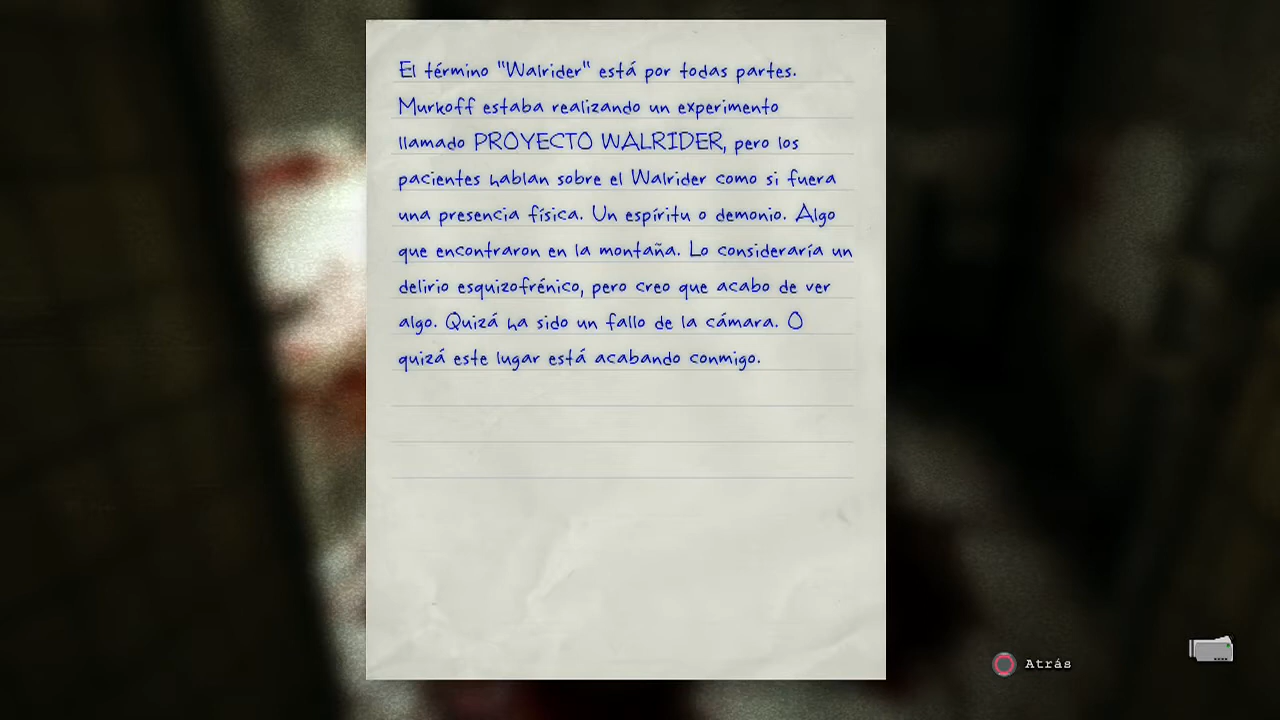 El término "Walrider" está por todas partes.
Murkoff estaba realizando un experimento
llamado PROYECTO WALRIDER, pero los
pacientes hablan sobre el Walrider como si fuera
una presencia física. Un espíritu o demonio. Algo
que encontraron en la montaña. Lo consideraría un
delirio esquizofrénico, pero creo que acabo de ver
algo. Quizá ha sido un fallo de la cámara. O
quizá este lugar está acabando conmigo.
Atrás